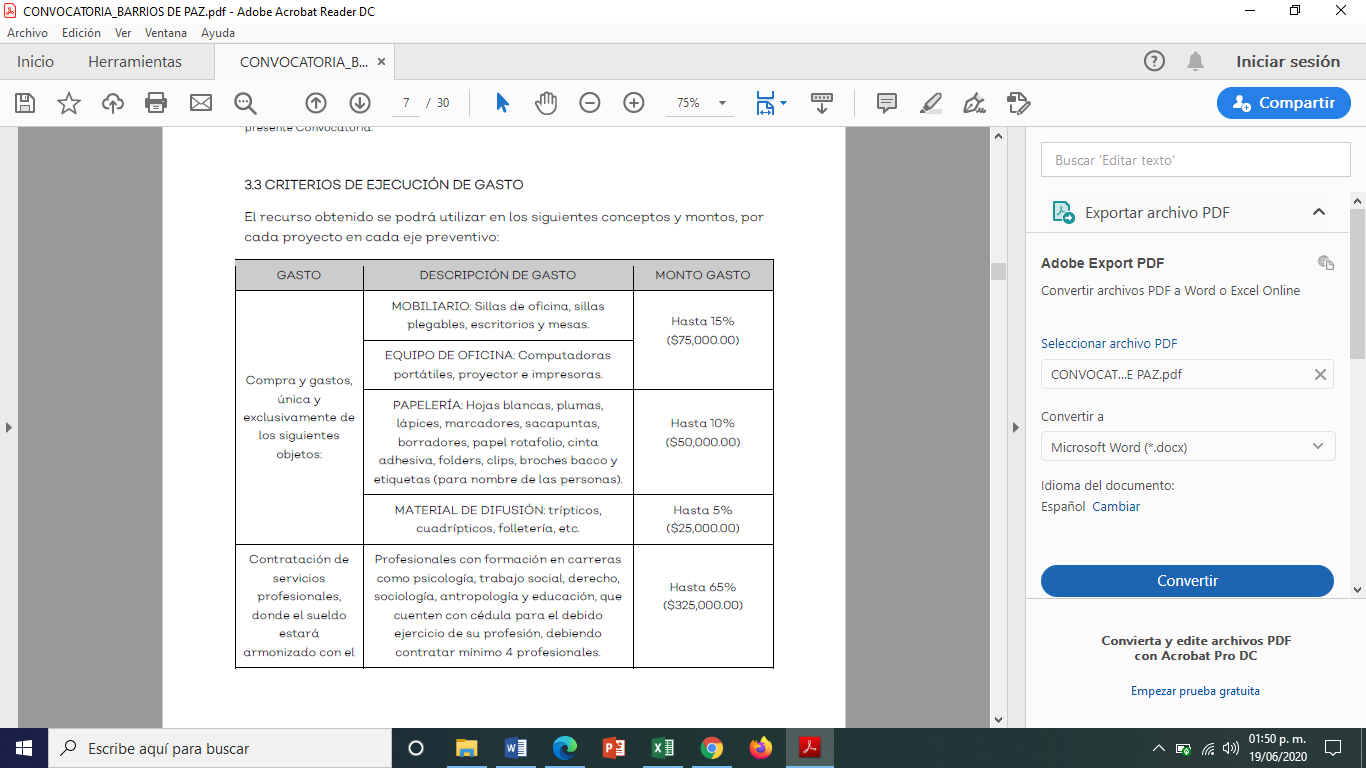 CONVOCATORIA_BARRIOS DE PAZ.pdf - Adobe Acrobat Reader DC
Archivo Edición Ver Ventana Ayuda
Inicio Herramientas CONVOCATORIA_B... × Iniciar sesión
7 / 30 75% Compartir
presente Convocatoria.
3.3 CRITERIOS DE EJECUCIÓN DE GASTO
El recurso obtenido se podrá utilizar en los siguientes conceptos y montos, por
cada proyecto en cada eje preventivo:
GASTO DESCRIPCIÓN DE GASTO MONTO GASTO
Compra y gastos,
única y
exclusivamente de
los siguientes
objetos:
MOBILIARIO: Sillas de oficina, sillas
plegables, escritorios y mesas.
EQUIPO DE OFICINA: Computadoras
portátiles, proyector e impresoras.
Hasta 15%
($75,000.00)
PAPELERÍA: Hojas blancas, plumas,
lápices, marcadores, sacapuntas,
borradores, papel rotafolio, cinta
adhesiva, folders, clips, broches bacco y
etiquetas (para nombre de las personas).
Hasta 10%
($50,000.00)
MATERIAL DE DIFUSIÓN: trípticos,
cuadrípticos, folletería, etc.
Hasta 5%
($25,000.00)
Contratación de
servicios
profesionales,
donde el sueldo
estará
armonizado con el
Profesionales con formación en carreras
como psicología, trabajo social, derecho,
sociología, antropología y educación, que
cuenten con cédula para el debido
ejercicio de su profesión, debiendo
contratar mínimo 4 profesionales.
Hasta 65%
($325,000.00)
Buscar 'Editar texto'
Exportar archivo PDF
Adobe Export PDF
Convertir archivos PDF a Word o Excel Online
Seleccionar archivo PDF
CONVOCAT...E PAZ.pdf
Convertir a
Microsoft Word (*.docx)
Idioma del documento:
Español Cambiar
Convertir
Convierta y edite archivos PDF
con Acrobat Pro DC
Empezar prueba gratuita
Escribe aquí para buscar
01:50 p. m.
19/06/2020